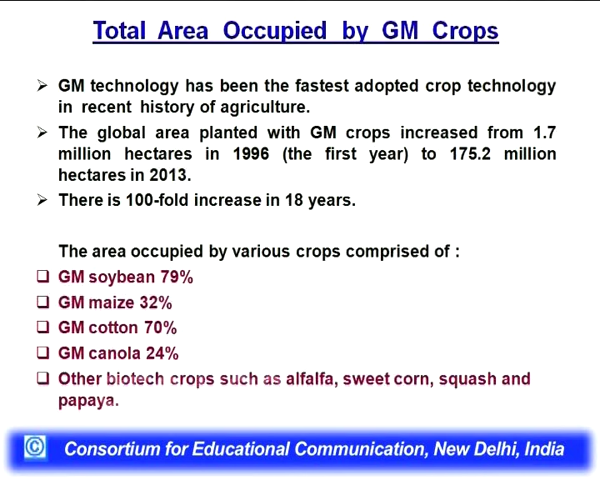 Total Area Occupied by GM Crops
➢ GM technology has been the fastest adopted crop technology
in recent history of agriculture.
➢ The global area planted with GM crops increased from 1.7
million hectares in 1996 (the first year) to 175.2 million
hectares in 2013.
➢ There is 100-fold increase in 18 years.
The area occupied by various crops comprised of :
❑ GM soybean 79%
❑ GM maize 32%
❑ GM cotton 70%
❑ GM canola 24%
❑ Other biotech crops such as alfalfa, sweet corn, squash and
papaya.
© Consortium for Educational Communication, New Delhi, India